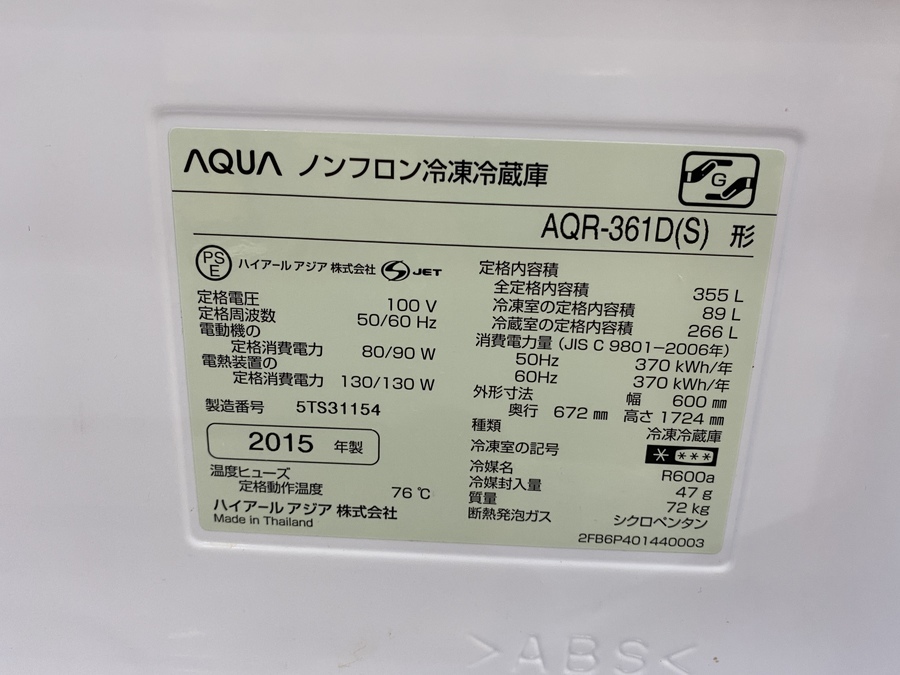 AQUA ノンフロン冷凍冷蔵庫
G
AQR-361D(S) 形
PS E ハイアール アジア 株式会社 S JET
定格電圧 100 V
定格周波数 50/60 Hz
電動機の
定格消費電力 80/90 W
電熱装置の
定格消費電力 130/130 W
製造番号 5TS31154
2015 年製
温度ヒューズ
定格動作温度 76 ℃
ハイアール アジア 株式会社
Made in Thailand
定格内容積
全定格内容積 355 L
冷凍室の定格内容積 89 L
冷蔵室の定格内容積 266 L
消費電力量 (JIS C 9801-2006年)
50Hz 370 kWh/年
60Hz 370 kWh/年
外形寸法 幅 600 ㎜
奥行 672 ㎜ 高さ 1724 ㎜
種類 冷凍冷蔵庫
冷凍室の記号 * ***
冷媒名 R600a
冷媒封入量 47 g
質量 72 kg
断熱発泡ガス シクロペンタン
2FB6P401440003
>ABS<